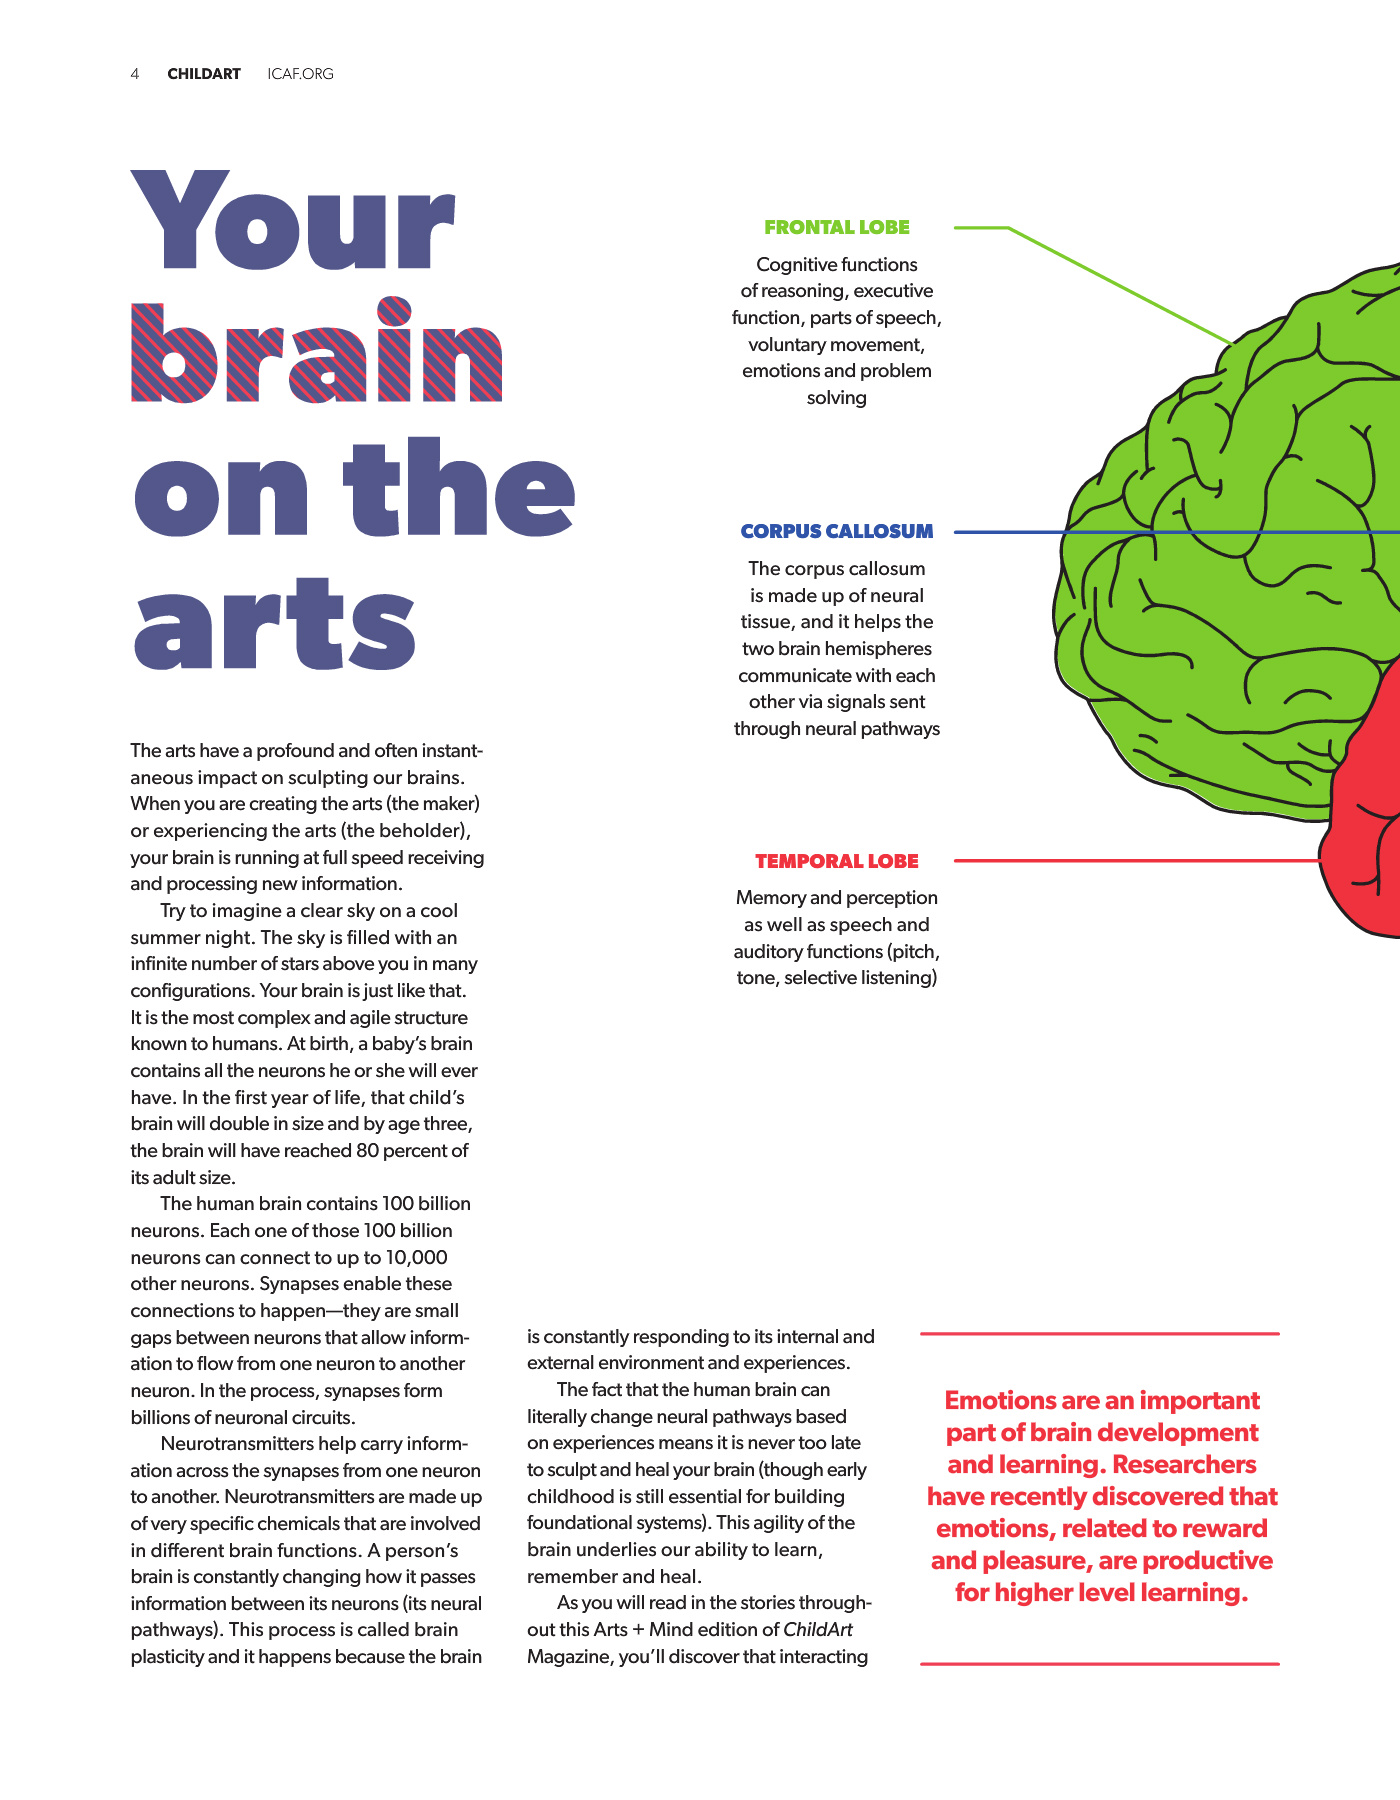 4 CHILDART ICAF.ORG
Your
brain
on the
arts
The arts have a profound and often instant-
aneous impact on sculpting our brains.
When you are creating the arts (the maker)
or experiencing the arts (the beholder),
your brain is running at full speed receiving
and processing new information.
Try to imagine a clear sky on a cool
summer night. The sky is filled with an
infinite number of stars above you in many
configurations. Your brain is just like that.
It is the most complex and agile structure
known to humans. At birth, a baby’s brain
contains all the neurons he or she will ever
have. In the first year of life, that child’s
brain will double in size and by age three,
the brain will have reached 80 percent of
its adult size.
The human brain contains 100 billion
neurons. Each one of those 100 billion
neurons can connect to up to 10,000
other neurons. Synapses enable these
connections to happen—they are small
gaps between neurons that allow inform-
ation to flow from one neuron to another
neuron. In the process, synapses form
billions of neuronal circuits.
Neurotransmitters help carry inform-
ation across the synapses from one neuron
to another. Neurotransmitters are made up
of very specific chemicals that are involved
in different brain functions. A person’s
brain is constantly changing how it passes
information between its neurons (its neural
pathways). This process is called brain
plasticity and it happens because the brain
is constantly responding to its internal and
external environment and experiences.
The fact that the human brain can
literally change neural pathways based
on experiences means it is never too late
to sculpt and heal your brain (though early
childhood is still essential for building
foundational systems). This agility of the
brain underlies our ability to learn,
remember and heal.
As you will read in the stories through-
out this Arts + Mind edition of ChildArt
Magazine, you’ll discover that interacting
FRONTAL LOBE
Cognitive functions
of reasoning, executive
function, parts of speech,
voluntary movement,
emotions and problem
solving
CORPUS CALLOSUM
The corpus callosum
is made up of neural
tissue, and it helps the
two brain hemispheres
communicate with each
other via signals sent
through neural pathways
TEMPORAL LOBE
Memory and perception
as well as speech and
auditory functions (pitch,
tone, selective listening)
Emotions are an important
part of brain development
and learning. Researchers
have recently discovered that
emotions, related to reward
and pleasure, are productive
for higher level learning.